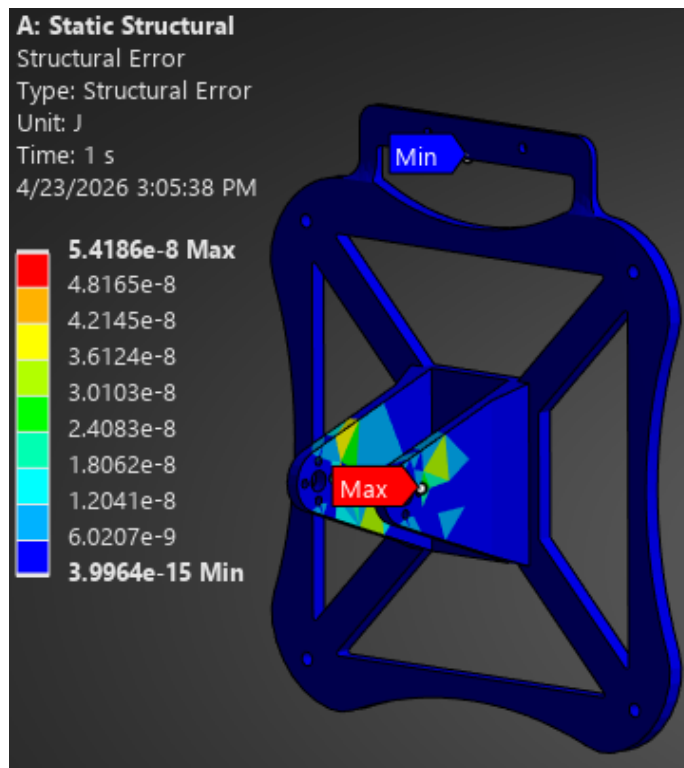 A: Static Structural
Structural Error
Type: Structural Error
Unit: J
Time: 1 s
4/23/2026 3:05:38 PM
5.4186e-8 Max
4.8165e-8
4.2145e-8
3.6124e-8
3.0103e-8
2.4083e-8
1.8062e-8
1.2041e-8
6.0207e-9
3.9964e-15 Min
Min
Max